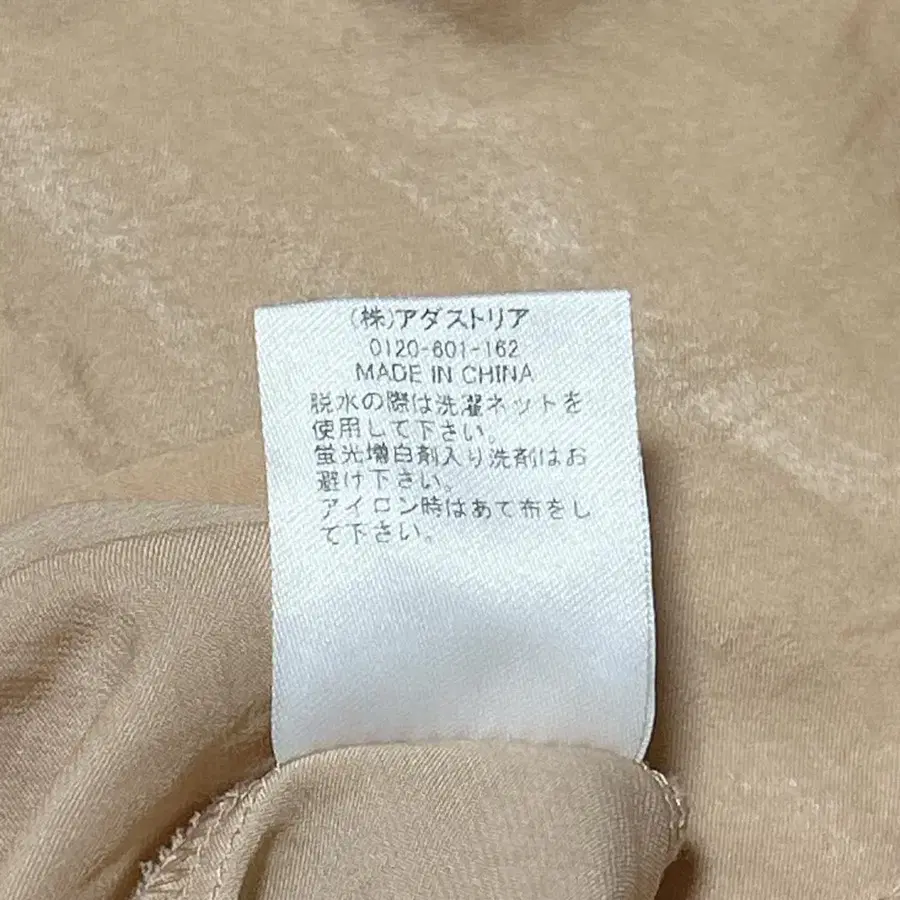 (株)アダストリア
0120-601-162
MADE IN CHINA
脱水の際は洗濯ネットを
使用して下さい。
蛍光増白剤入り洗剤はお
避け下さい。
アイロン時はあて布をし
て下さい。